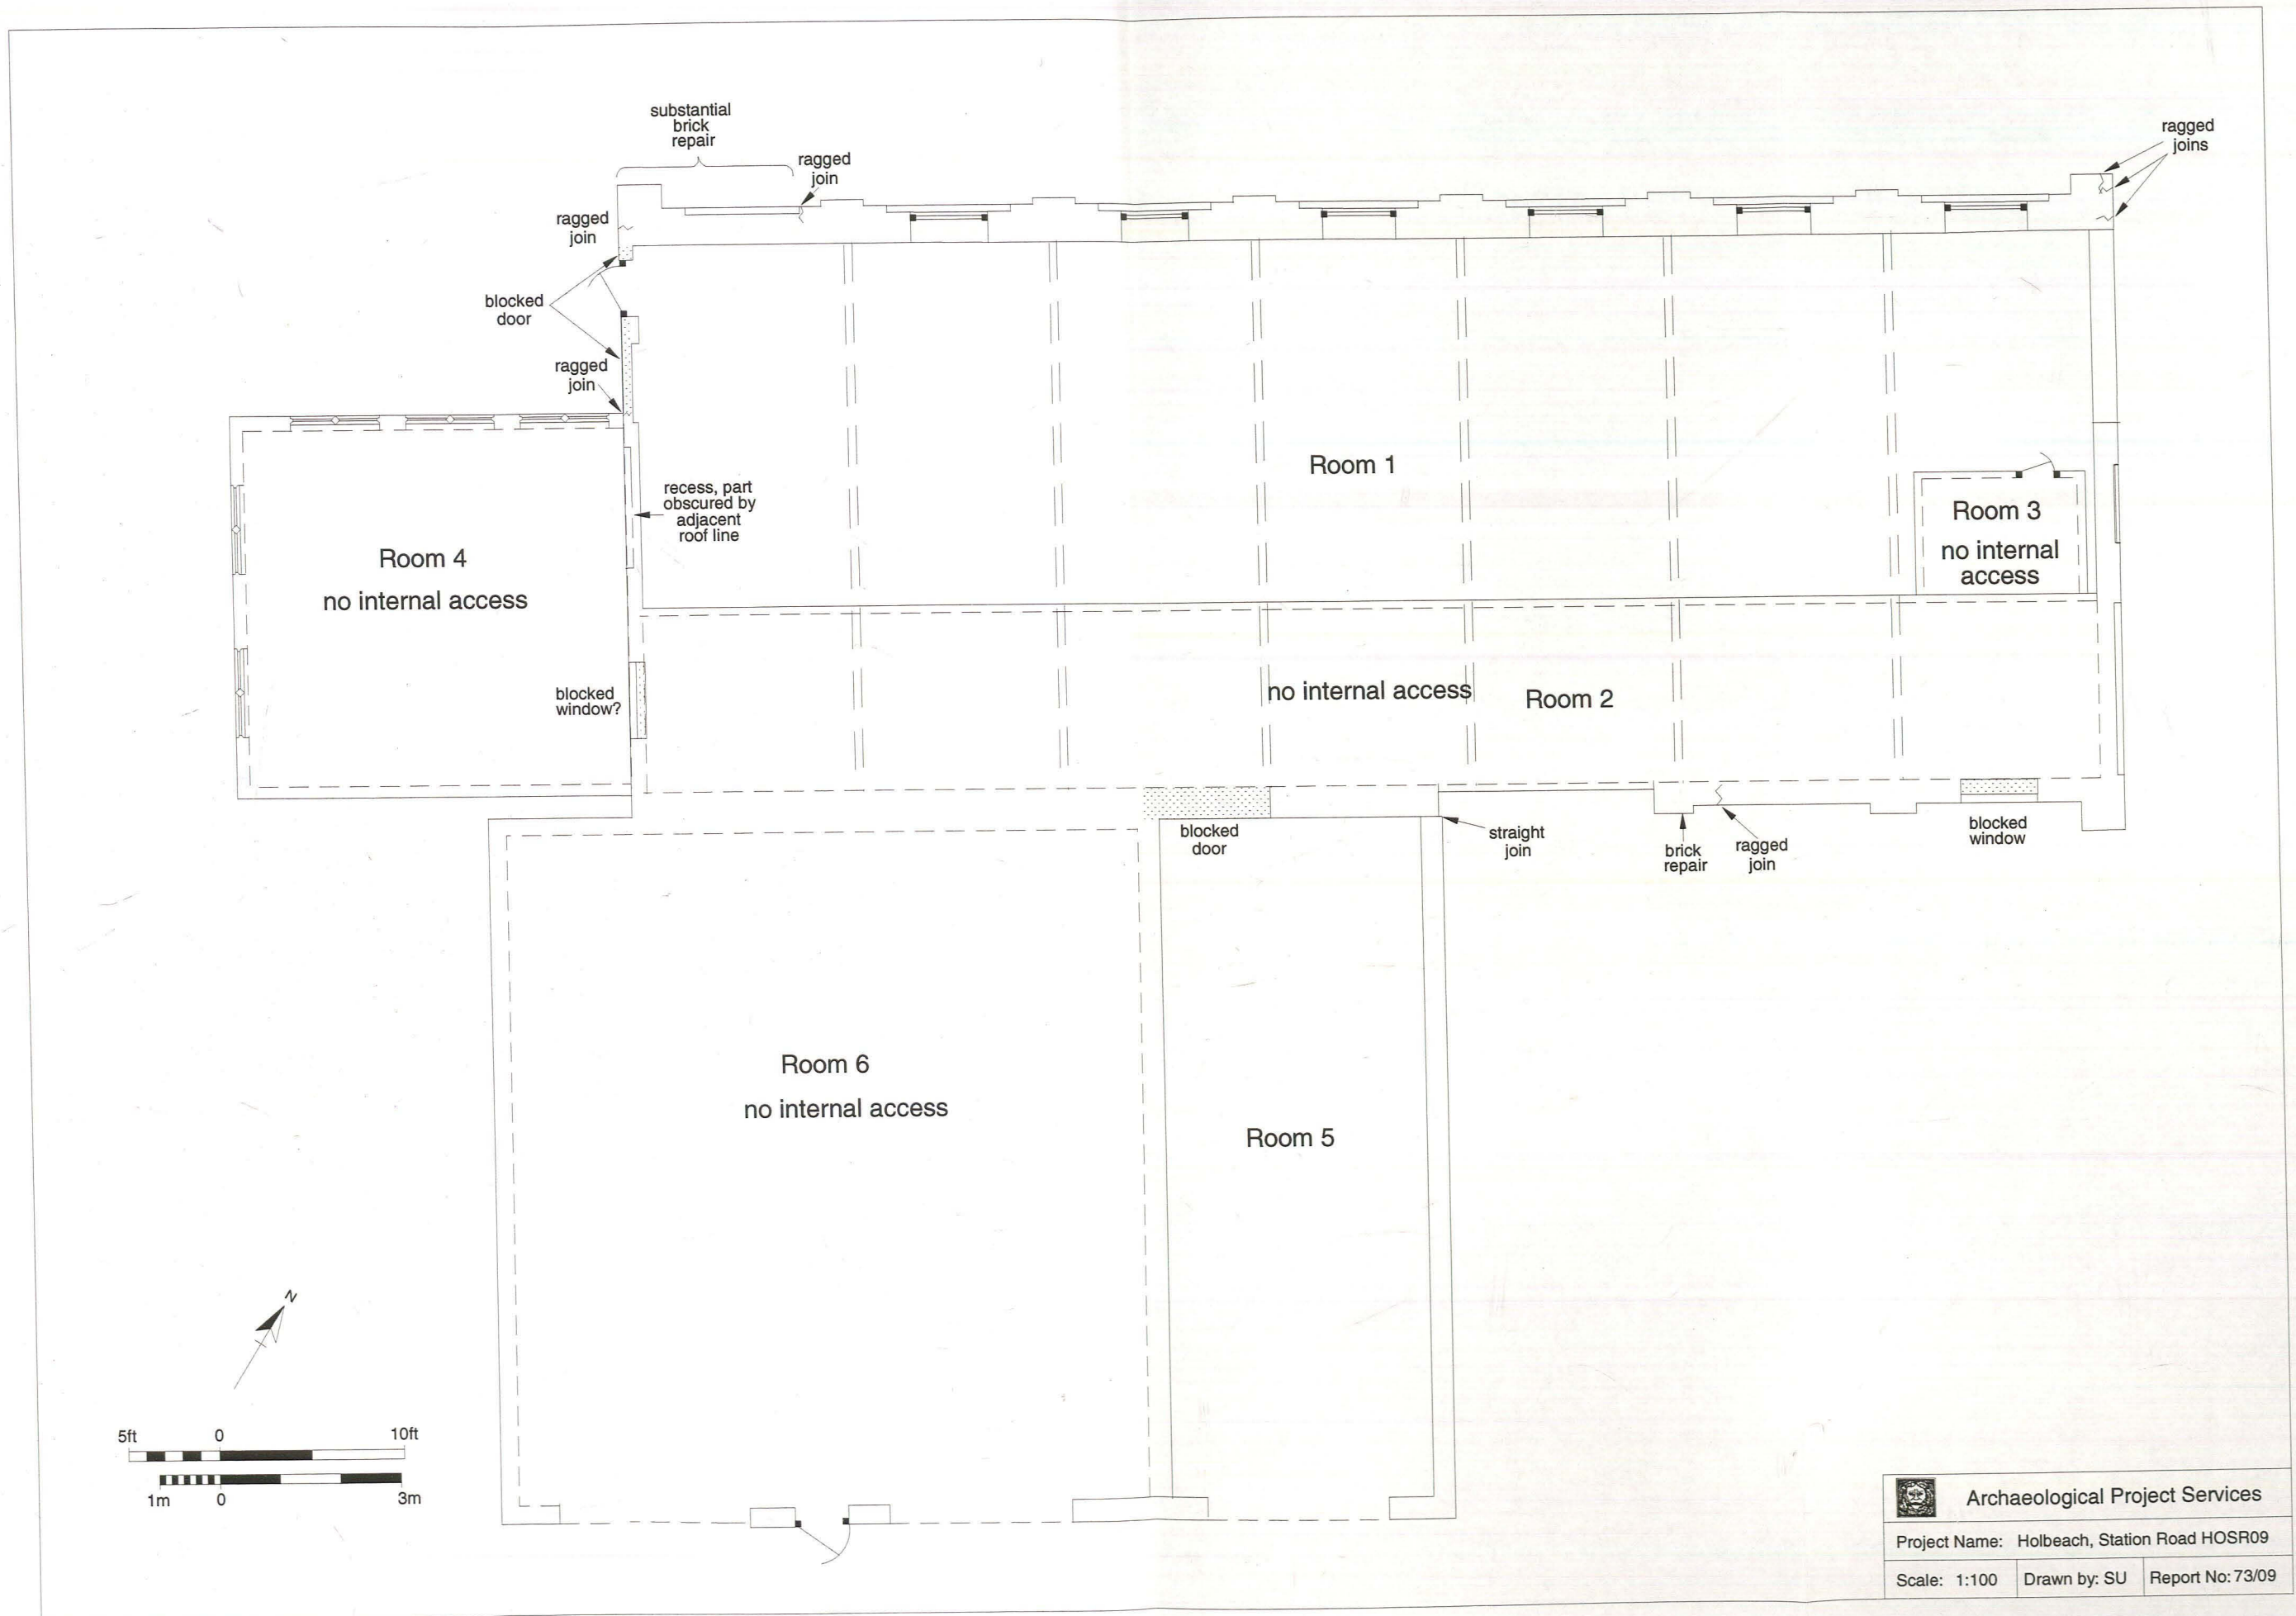 substantial
brick
repair
ragged
join
ragged
joins
ragged
join
blocked
door
ragged
join
Room 1
recess, part
obscured by
adjacent
roof line
Room 3
no internal
access
Room 4
no internal access
blocked
window?
no internal access
Room 2
blocked
door
straight
join
brick
repair
ragged
join
blocked
window
Room 6
no internal access
Room 5
N
5ft 0 10ft
1m 0 3m
Archaeological Project Services
Project Name: Holbeach, Station Road HOSR09
Scale: 1:100 Drawn by: SU Report No: 73/09